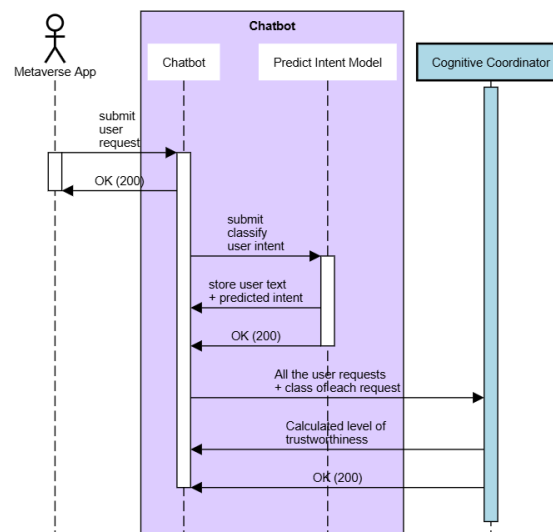 Chatbot
Metaverse App
Chatbot
Predict Intent Model
Cognitive Coordinator
submit
user
request
OK (200)
submit
classify
user intent
store user text
+ predicted intent
OK (200)
All the user requests
+ class of each request
Calculated level of
trustworthiness
OK (200)